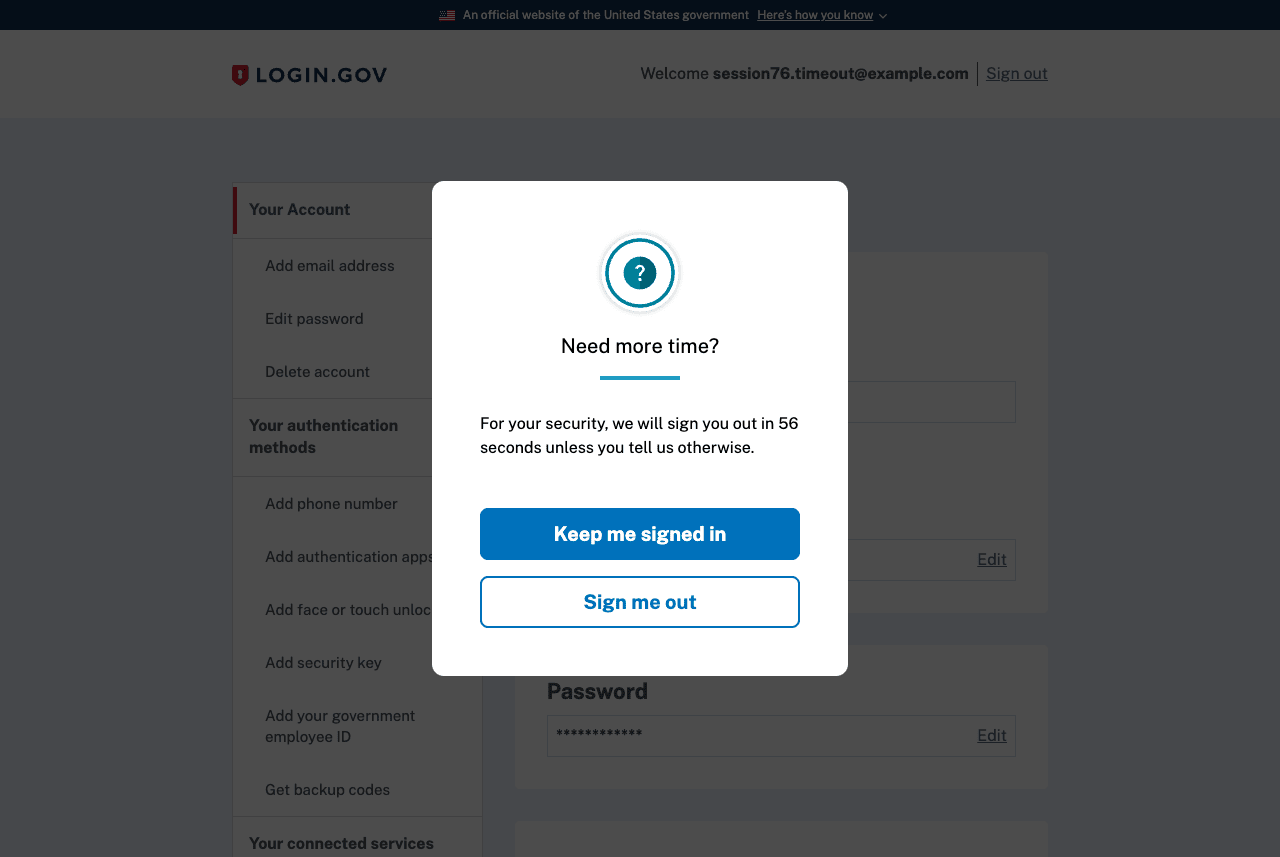 An official website of the United States government Here's how you know
LOGIN.GOV
Welcome session76.timeout@example.com Sign out
Your Account
Add email address
Edit password
Delete account
Your authentication
methods
Add phone number
Add authentication apps
Add face or touch unloc
Add security key
Add your government
employee ID
Get backup codes
Your connected services
?
Need more time?
For your security, we will sign you out in 56
seconds unless you tell us otherwise.
Keep me signed in
Sign me out
Edit
Password
************ Edit